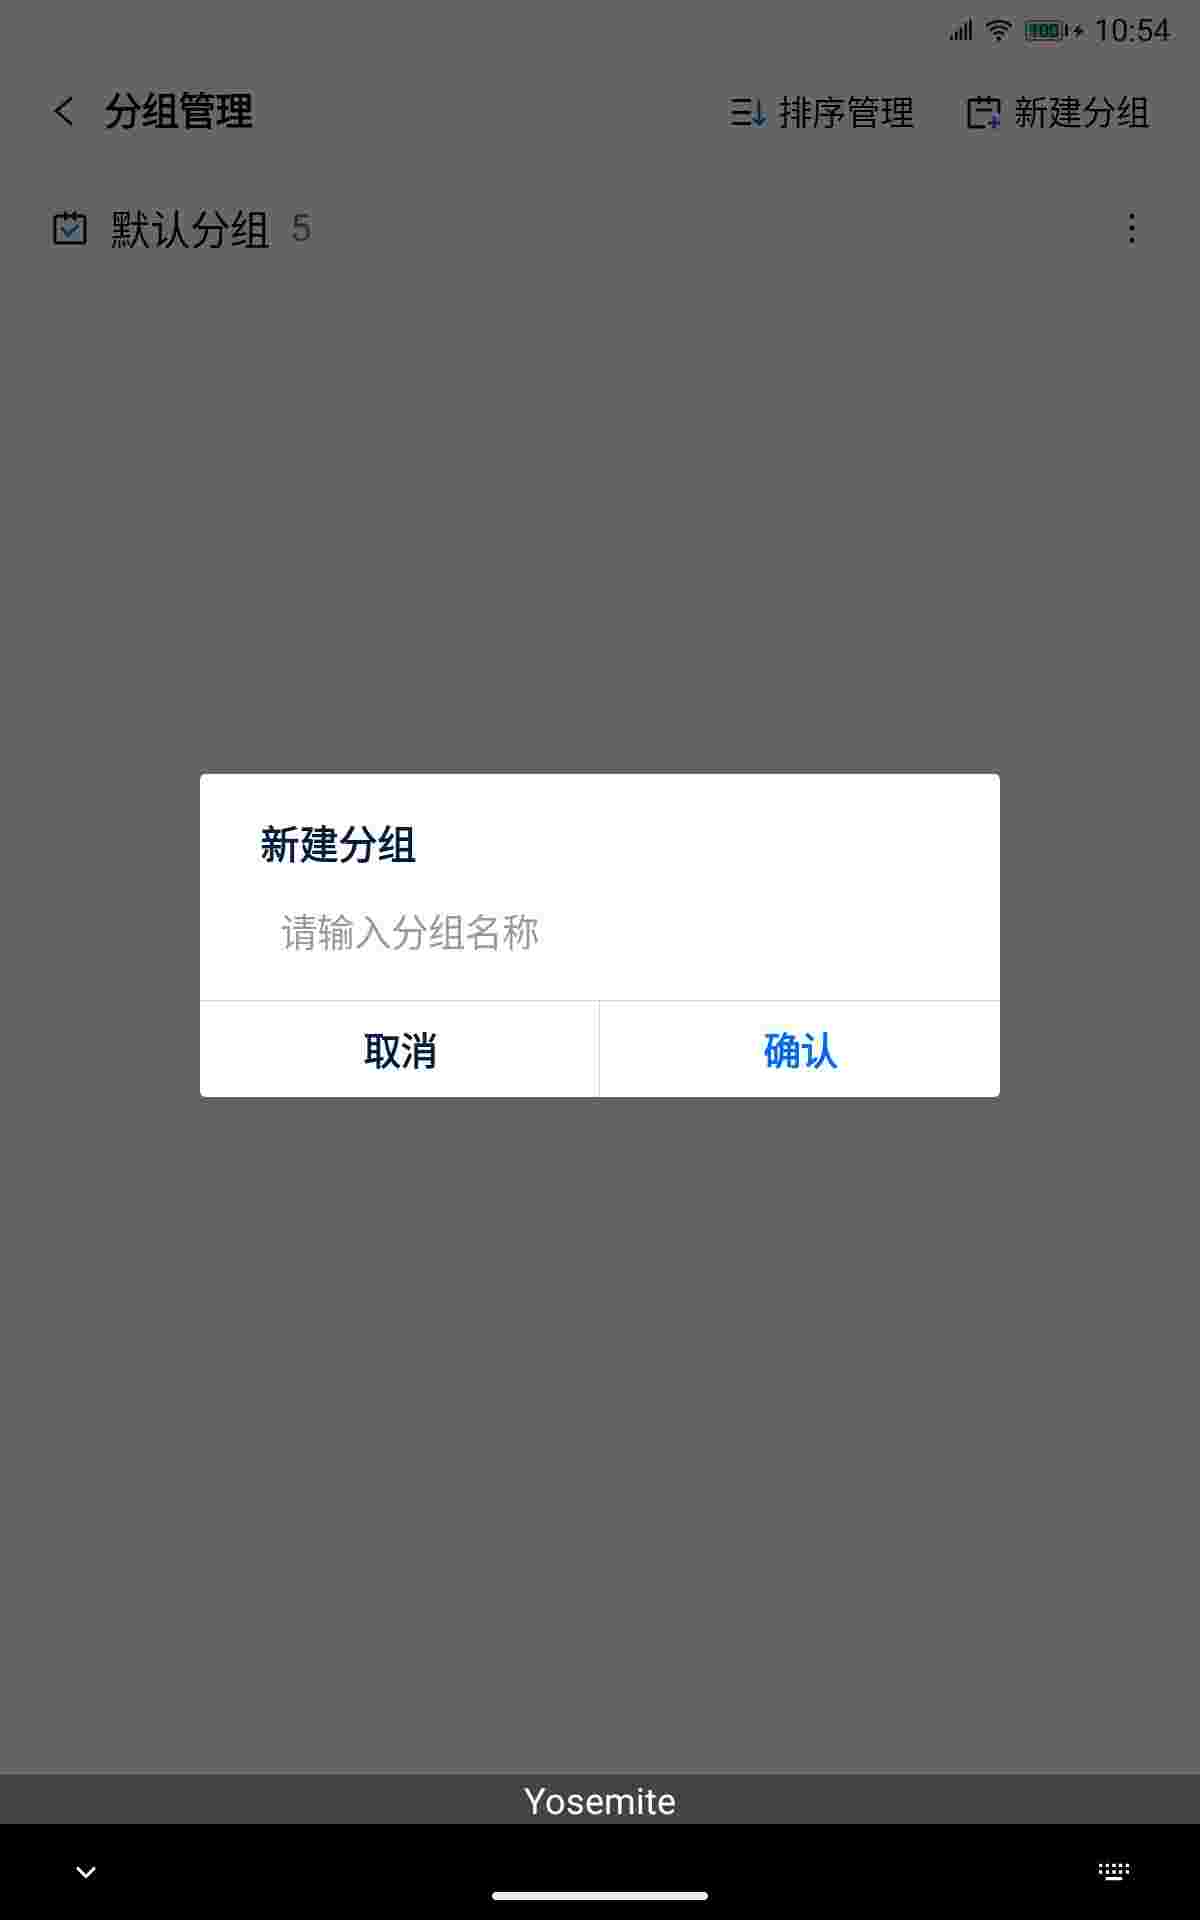 100 10:54
分组管理 排序管理 新建分组
默认分组 5
新建分组
请输入分组名称
取消 确认
Yosemite